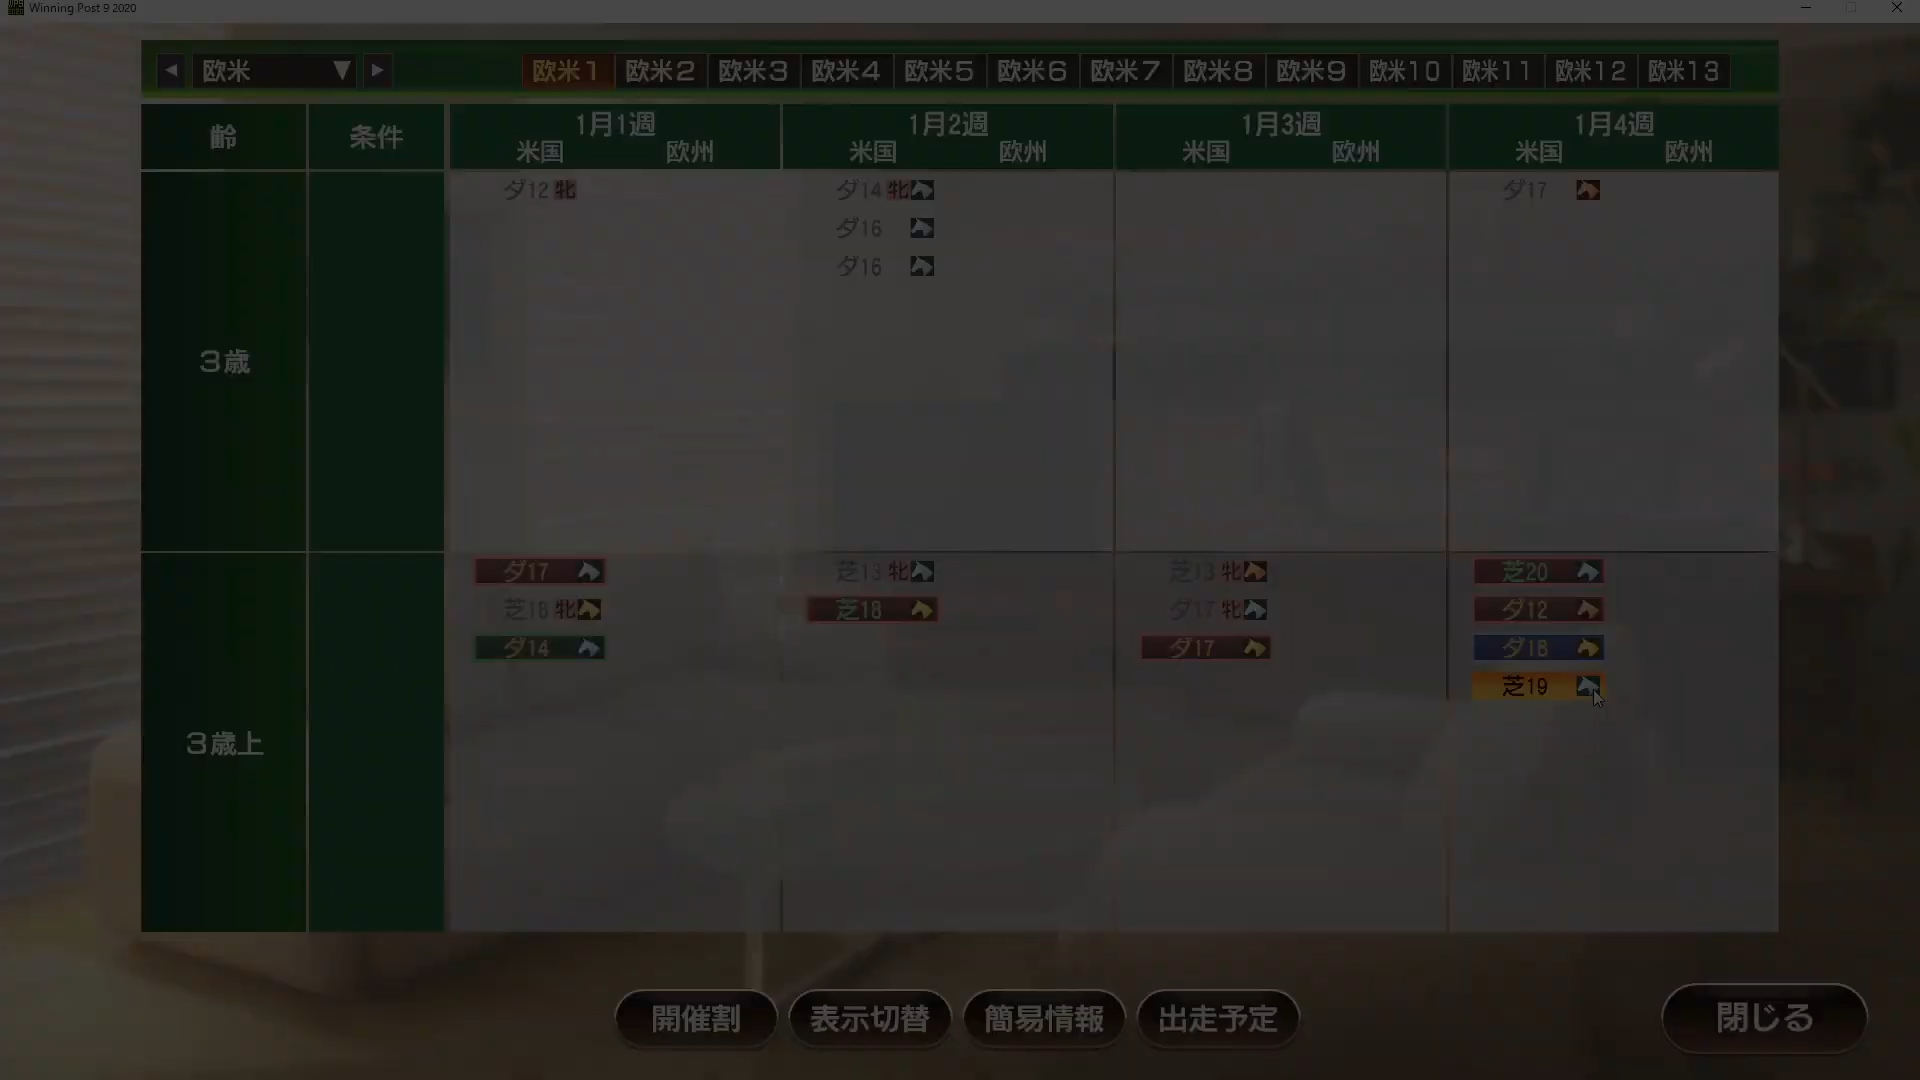 Winning Post 9 2020
欧米 ▼ 欧米1 欧米2 欧米3 欧米4 欧米5 欧米6 欧米7 欧米8 欧米9 欧米10 欧米11 欧米12 欧米13
齢 条件 1月1週 1月2週 1月3週 1月4週
米国 欧州 米国 欧州 米国 欧州 米国 欧州
3歳
ダ12 牝 ダ14 牝 ダ17
ダ16
ダ16
3歳上
ダ17 芝13 牝 芝13 牝 芝20
芝18 牝 芝18 ダ17 牝 ダ12
ダ14 ダ17 ダ18
芝19
開催割 表示切替 簡易情報 出走予定 閉じる